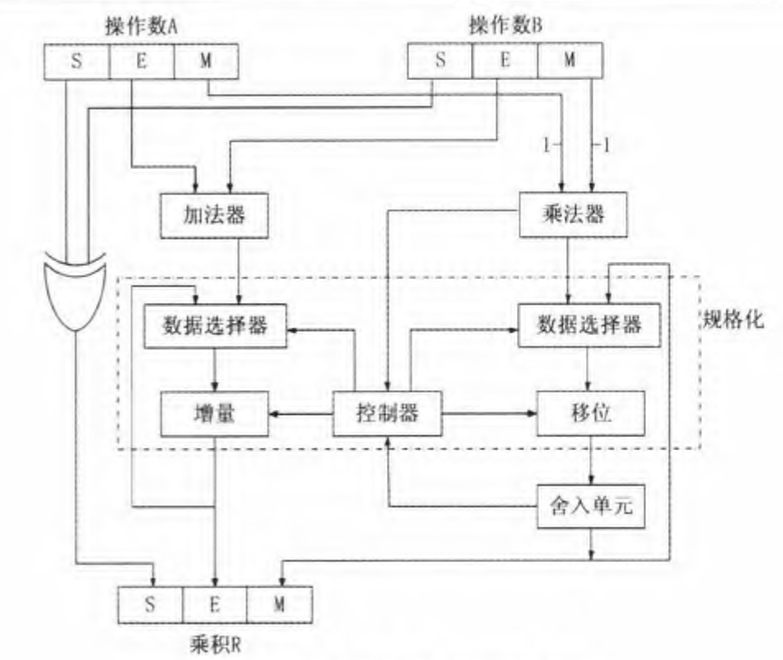 操作数A 操作数B
S E M S E M
1 1
加法器 乘法器
数据选择器 数据选择器 规格化
增量 控制器 移位
舍入单元
S E M
乘积R